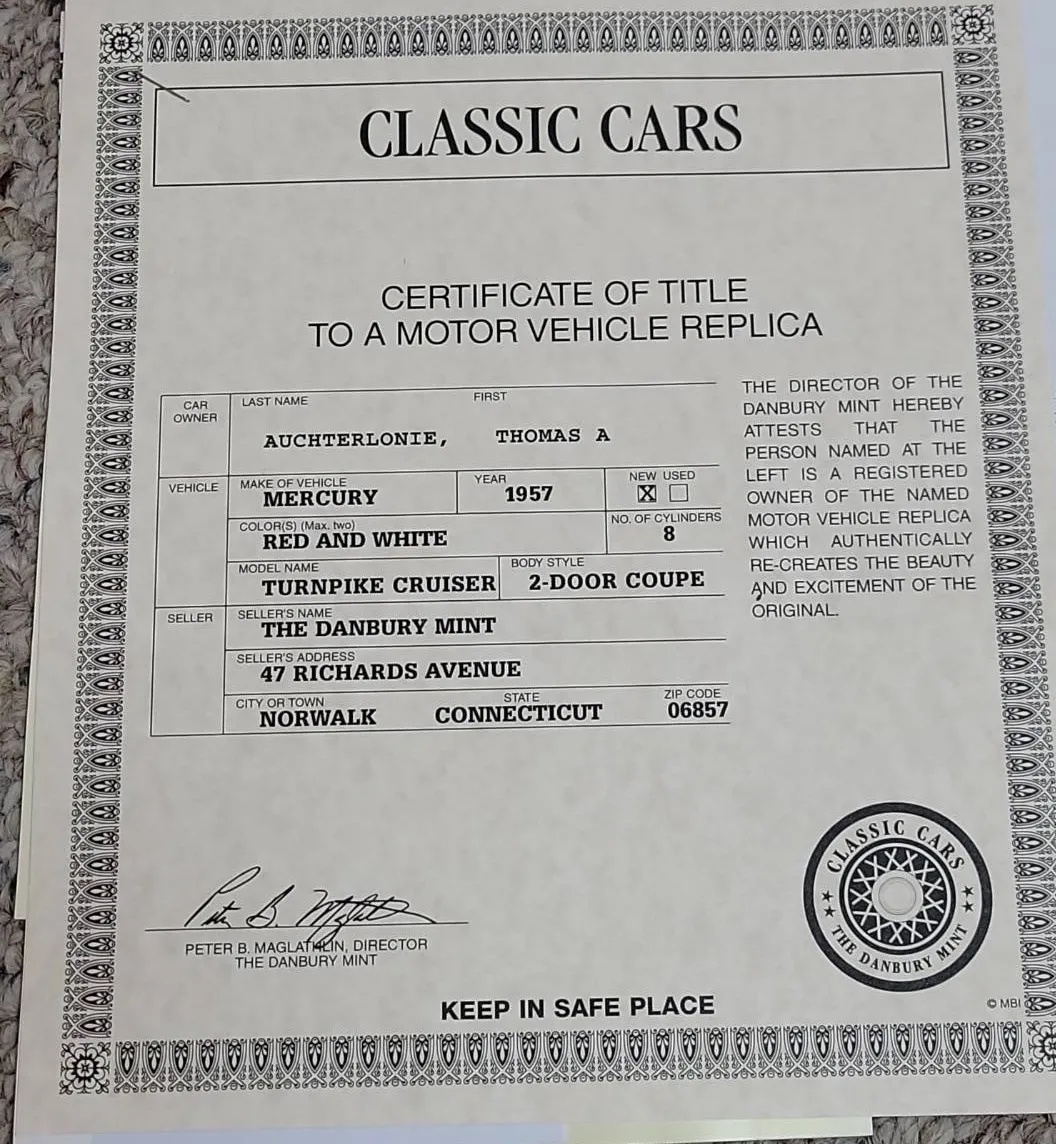 CLASSIC CARS
CERTIFICATE OF TITLE
TO A MOTOR VEHICLE REPLICA
CAR
OWNER
LAST NAME
FIRST
AUCHTERLONIE,
THOMAS A
VEHICLE
MAKE OF VEHICLE
MERCURY
YEAR
1957
NEW USED
X
COLOR(S) (Max. two)
RED AND WHITE
NO. OF CYLINDERS
8
MODEL NAME
TURNPIKE CRUISER
BODY STYLE
2-DOOR COUPE
SELLER
SELLER'S NAME
THE DANBURY MINT
SELLER'S ADDRESS
47 RICHARDS AVENUE
CITY OR TOWN
NORWALK
STATE
CONNECTICUT
ZIP CODE
06857
THE DIRECTOR OF THE
DANBURY MINT HEREBY
ATTESTS THAT THE
PERSON NAMED AT THE
LEFT IS A REGISTERED
OWNER OF THE NAMED
MOTOR VEHICLE REPLICA
WHICH AUTHENTICALLY
RE-CREATES THE BEAUTY
AND EXCITEMENT OF THE
ORIGINAL.
CLASSIC CARS
THE DANBURY MINT
PETER B. MAGLATHLIN, DIRECTOR
THE DANBURY MINT
KEEP IN SAFE PLACE
© MBI